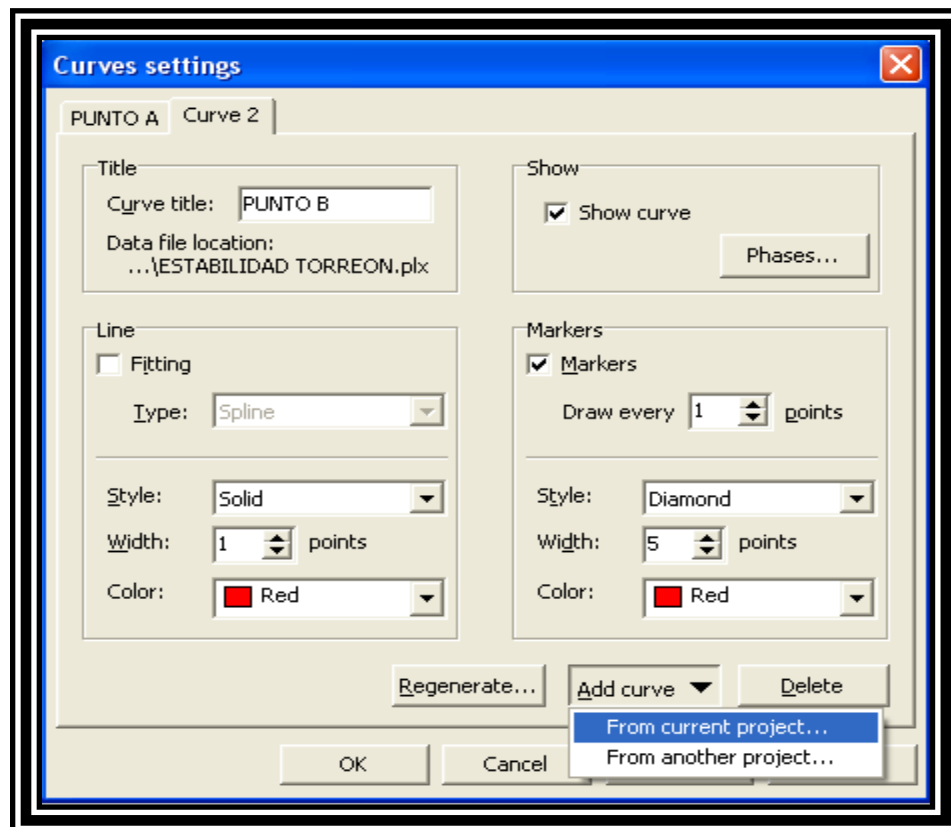 Curves settings
PUNTO A
Curve 2
Title
Curve title: PUNTO B
Data file location:
...\ESTABILIDAD TORREON.plx
Show
Show curve
Phases...
Line
Fitting
Type: Spline
Style: Solid
Width: 1 points
Color: Red
Markers
Markers
Draw every 1 points
Style: Diamond
Width: 5 points
Color: Red
Regenerate...
Add curve
Delete
From current project...
From another project...
OK
Cancel